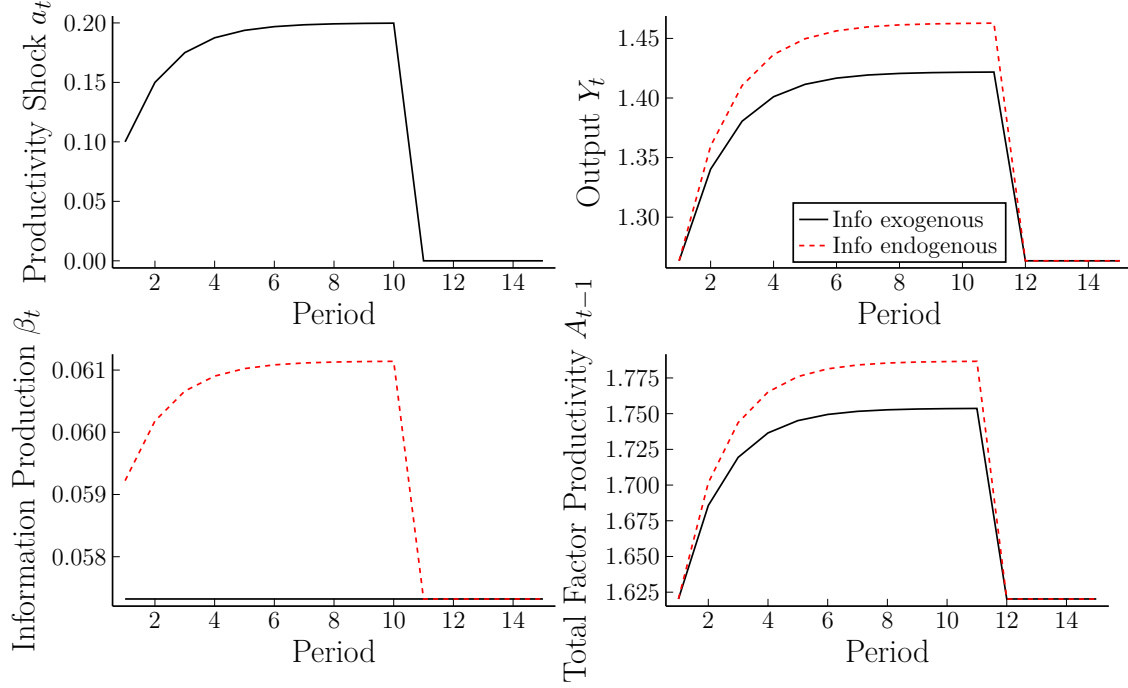 Productivity Shock a_t
0.20
0.15
0.10
0.05
0.00
2 4 6 8 10 12 14
Period
Output Y_t
1.45
1.40
1.35
1.30
Info exogenous
Info endogenous
2 4 6 8 10 12 14
Period
Information Production β_t
0.061
0.060
0.059
0.058
2 4 6 8 10 12 14
Period
Total Factor Productivity A_{t−1}
1.775
1.750
1.725
1.700
1.675
1.650
1.625
2 4 6 8 10 12 14
Period